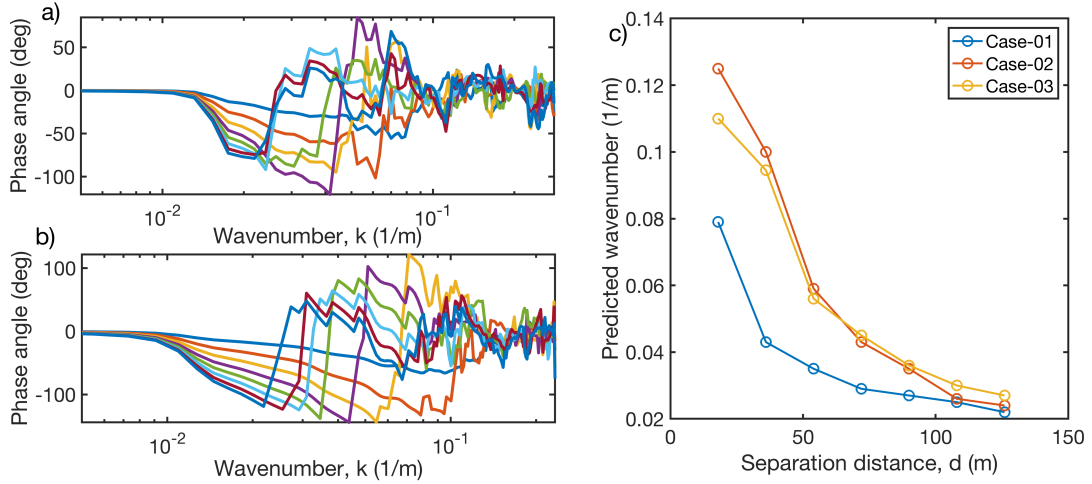 a)
50
0
-50
-100
Phase angle (deg)
10-2
10-1
Wavenumber, k (1/m)
b)
100
0
-100
Phase angle (deg)
10-2
10-1
Wavenumber, k (1/m)
c)
0.14
0.12
0.1
0.08
0.06
0.04
0.02
Predicted wavenumber (1/m)
Case-01
Case-02
Case-03
0
50
100
150
Separation distance, d (m)